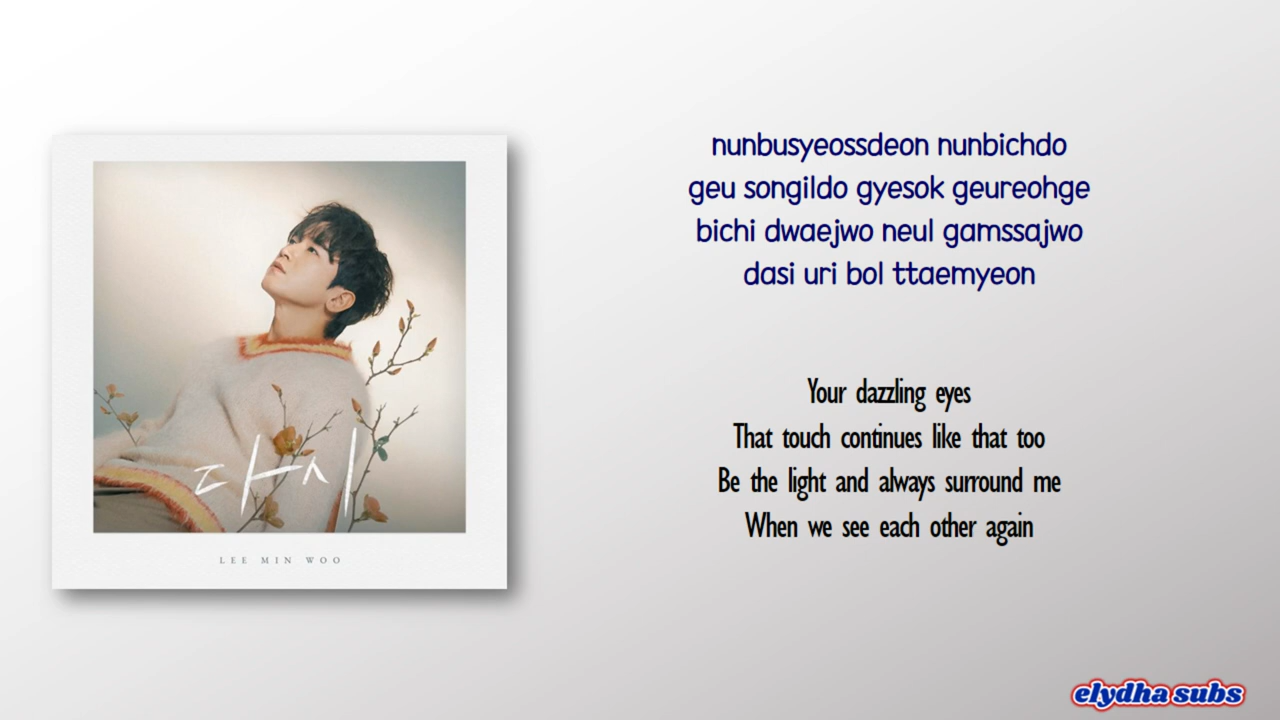 다시
LEE MIN WOO
nunbusyeossdeon nunbichdo
geu songildo gyesok geureohge
bichi dwaejwo neul gamssajwo
dasi uri bol ttaemyeon
Your dazzling eyes
That touch continues like that too
Be the light and always surround me
When we see each other again
elydha subs